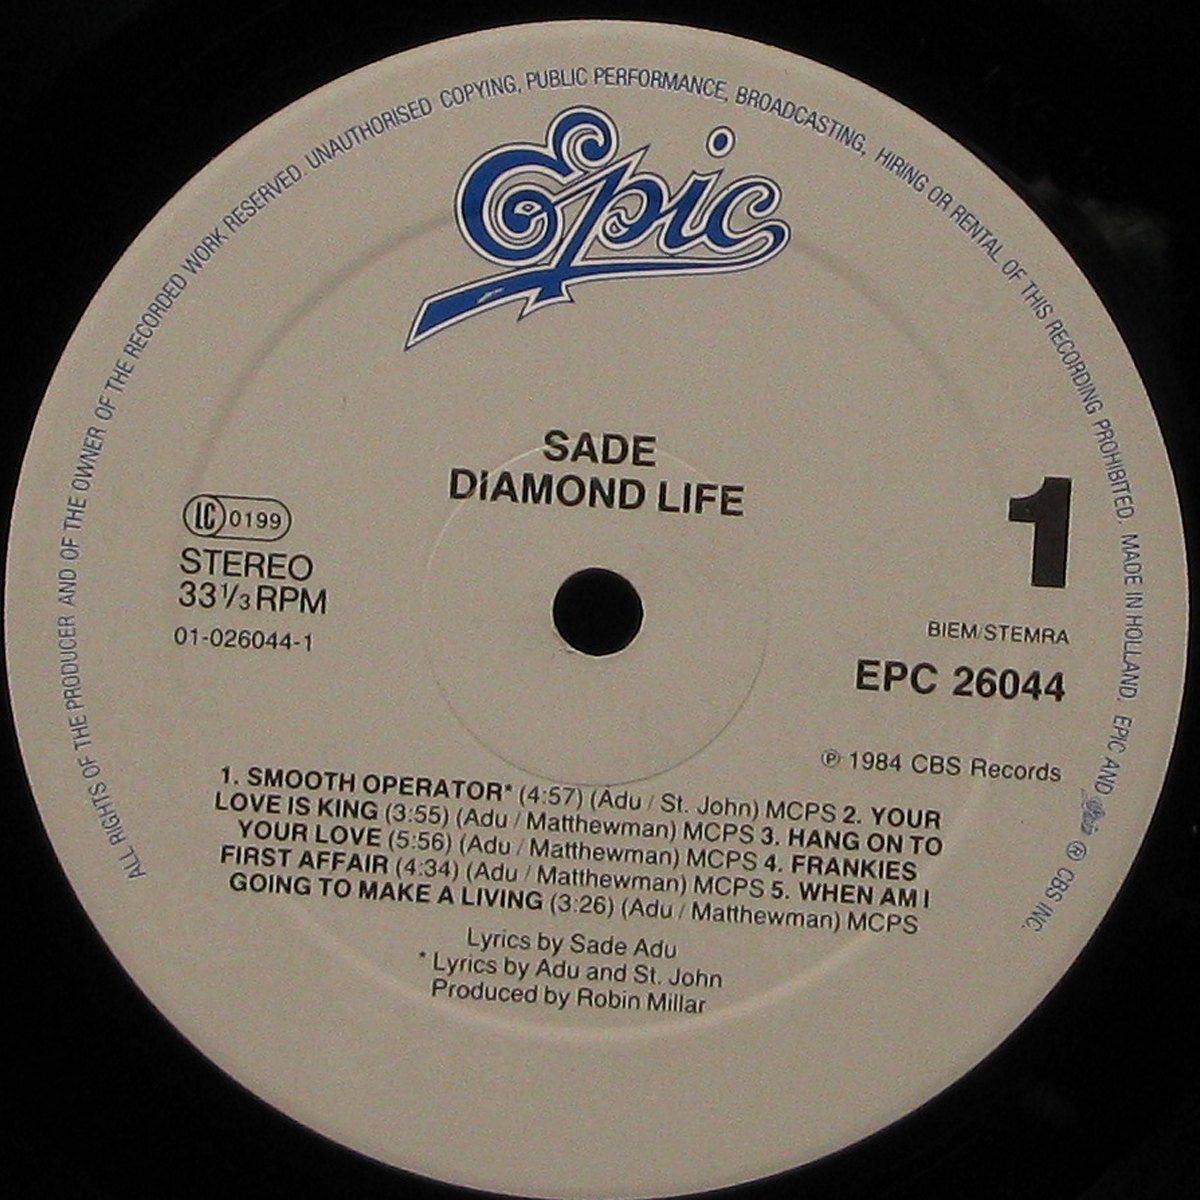 ALL RIGHTS OF THE PRODUCER AND OF THE OWNER OF THE RECORDED WORK RESERVED. UNAUTHORISED COPYING, PUBLIC PERFORMANCE, BROADCASTING, HIRING OR RENTAL OF THIS RECORDING PROHIBITED. MADE IN HOLLAND. EPIC AND Epic ® CBS INC.
Epic
SADE
DIAMOND LIFE
1
LC 0199
STEREO
33⅓ RPM
01-026044-1
BIEM/STEMRA
EPC 26044
℗ 1984 CBS Records
1. SMOOTH OPERATOR* (4:57) (Adu / St. John) MCPS 2. YOUR
LOVE IS KING (3:55) (Adu / Matthewman) MCPS 3. HANG ON TO
YOUR LOVE (5:56) (Adu / Matthewman) MCPS 4. FRANKIES
FIRST AFFAIR (4:34) (Adu / Matthewman) MCPS 5. WHEN AM I
GOING TO MAKE A LIVING (3:26) (Adu / Matthewman) MCPS
Lyrics by Sade Adu
* Lyrics by Adu and St. John
Produced by Robin Millar